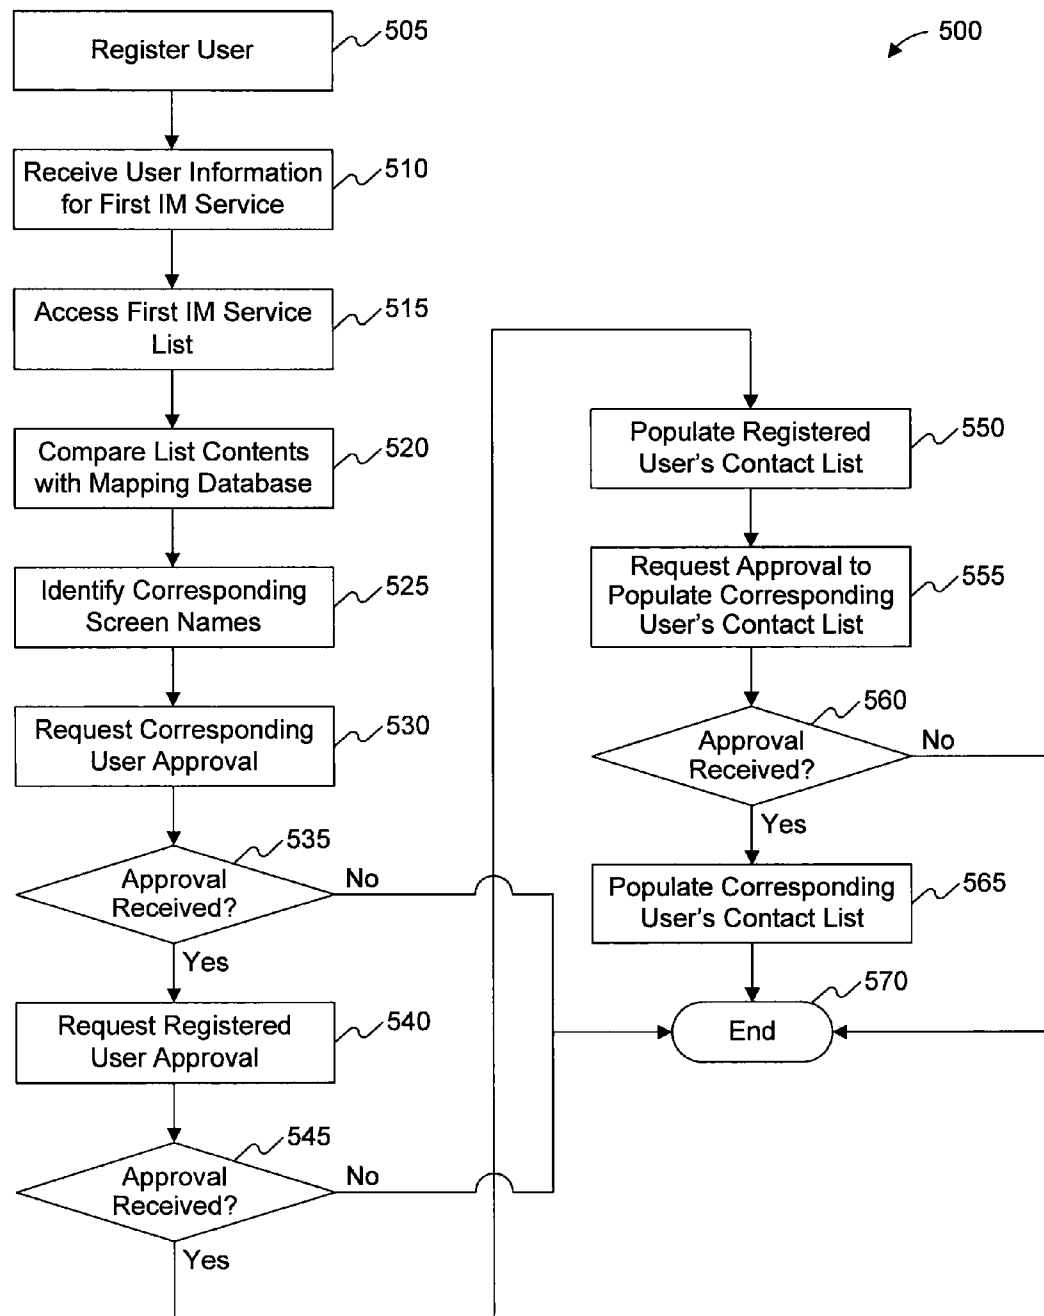 Register User
505
500
Receive User Information
for First IM Service
510
Access First IM Service
List
515
Compare List Contents
with Mapping Database
520
Identify Corresponding
Screen Names
525
Request Corresponding
User Approval
530
Approval
Received?
535
No
Yes
Request Registered
User Approval
540
Approval
Received?
545
No
Yes
Populate Registered
User's Contact List
550
Request Approval to
Populate Corresponding
User's Contact List
555
Approval
Received?
560
No
Yes
Populate Corresponding
User's Contact List
565
End
570